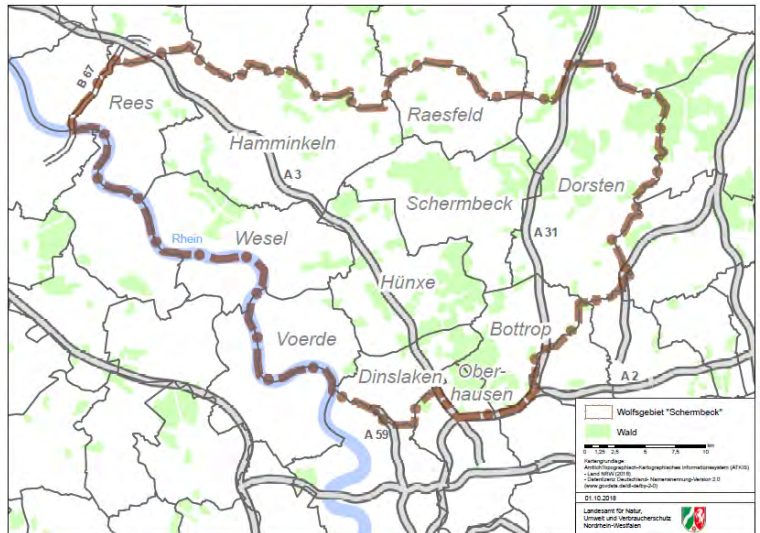 B 67
Rees
Raesfeld
Hamminkeln
A 3
Dorsten
Schermbeck
A 31
Rhein
Wesel
Hünxe
Bottrop
Voerde
Ober-
hausen
Dinslaken
A 2
A 59
Wolfsgebiet "Schermbeck"
Wald
km
0 1,25 2,5 5 7,5 10
Kartengrundlage:
Amtlich Topographisch-Kartographisches Informationssystem (ATKIS)
- Land NRW (2018)
- Datenlizenz Deutschland- Namensnennung-Version 2.0
(www.govdata.de/dl-de/by-2-0)
01.10.2018
Landesamt für Natur,
Umwelt und Verbraucherschutz
Nordrhein-Westfalen